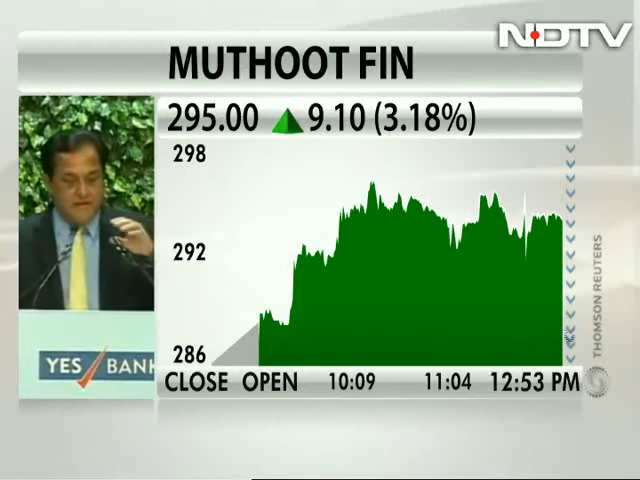 NDTV
MUTHOOT FIN
295.00 ▲ 9.10 (3.18%)
298
292
286
CLOSE OPEN 10:09 11:04 12:53 PM
THOMSON REUTERS
YES BANK